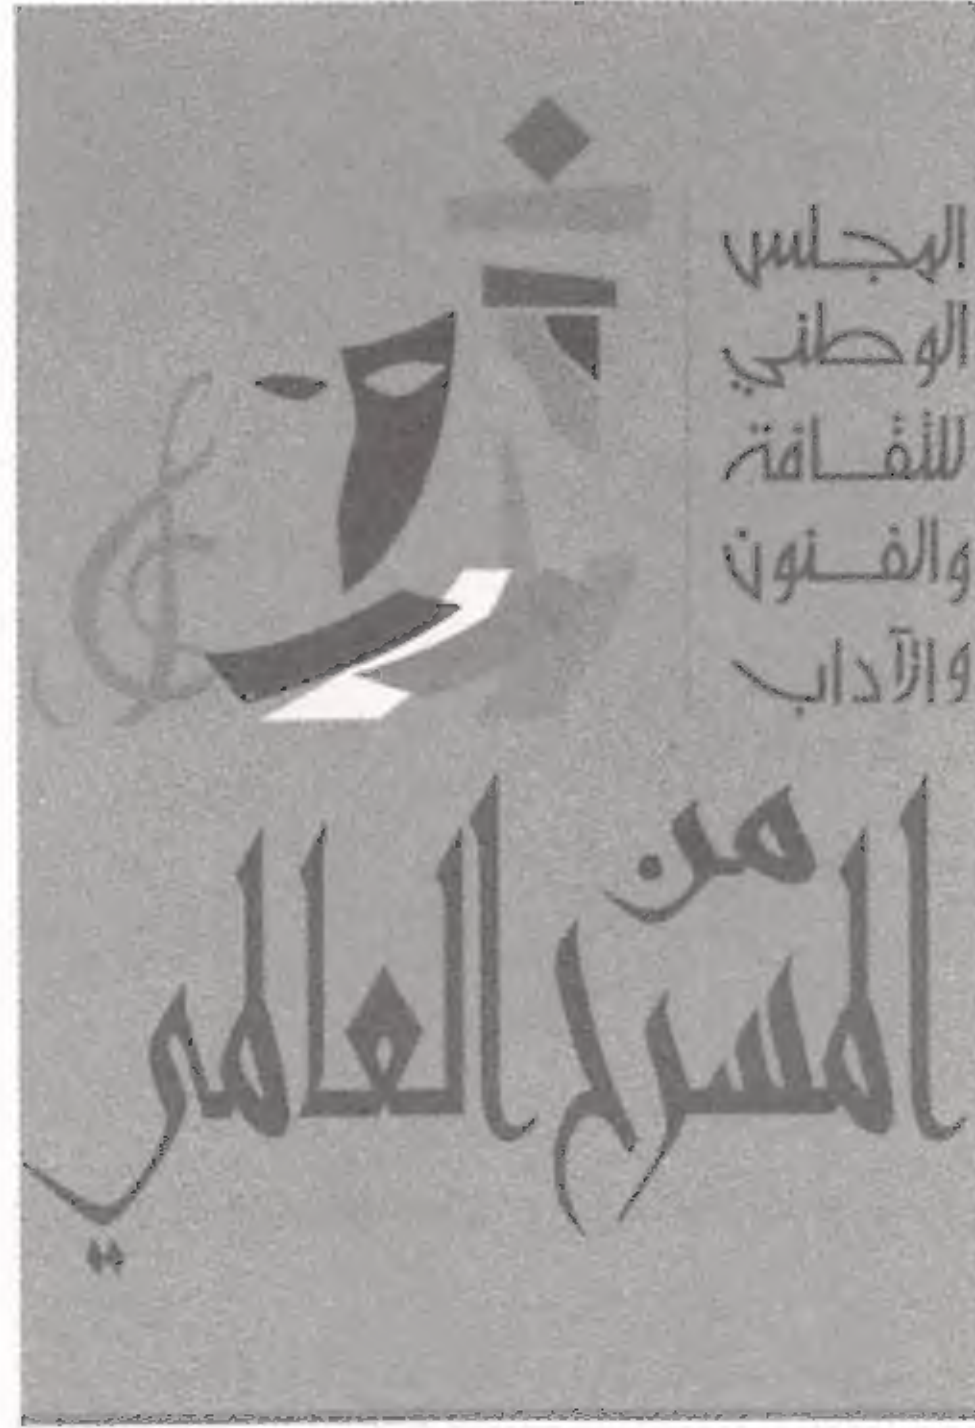 المجلس
الوطني
للثقافة
والفنون
والآداب
من
المسرح العالمي